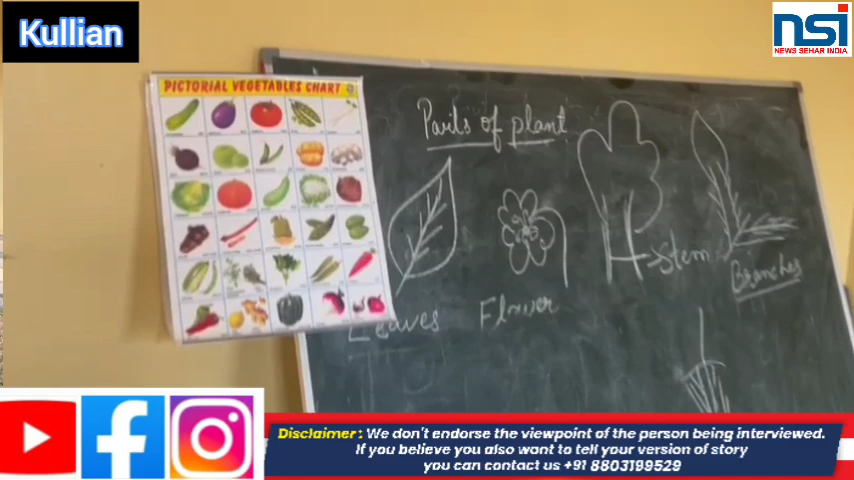 Kullian
nsi
NEWS SEHAR INDIA
PICTORIAL VEGETABLES CHART
Parts of plant
Stem
Branches
Leaves
Flower
Disclaimer : We don't endorse the viewpoint of the person being interviewed.
If you believe you also want to tell your version of story
you can contact us +91 8803199529